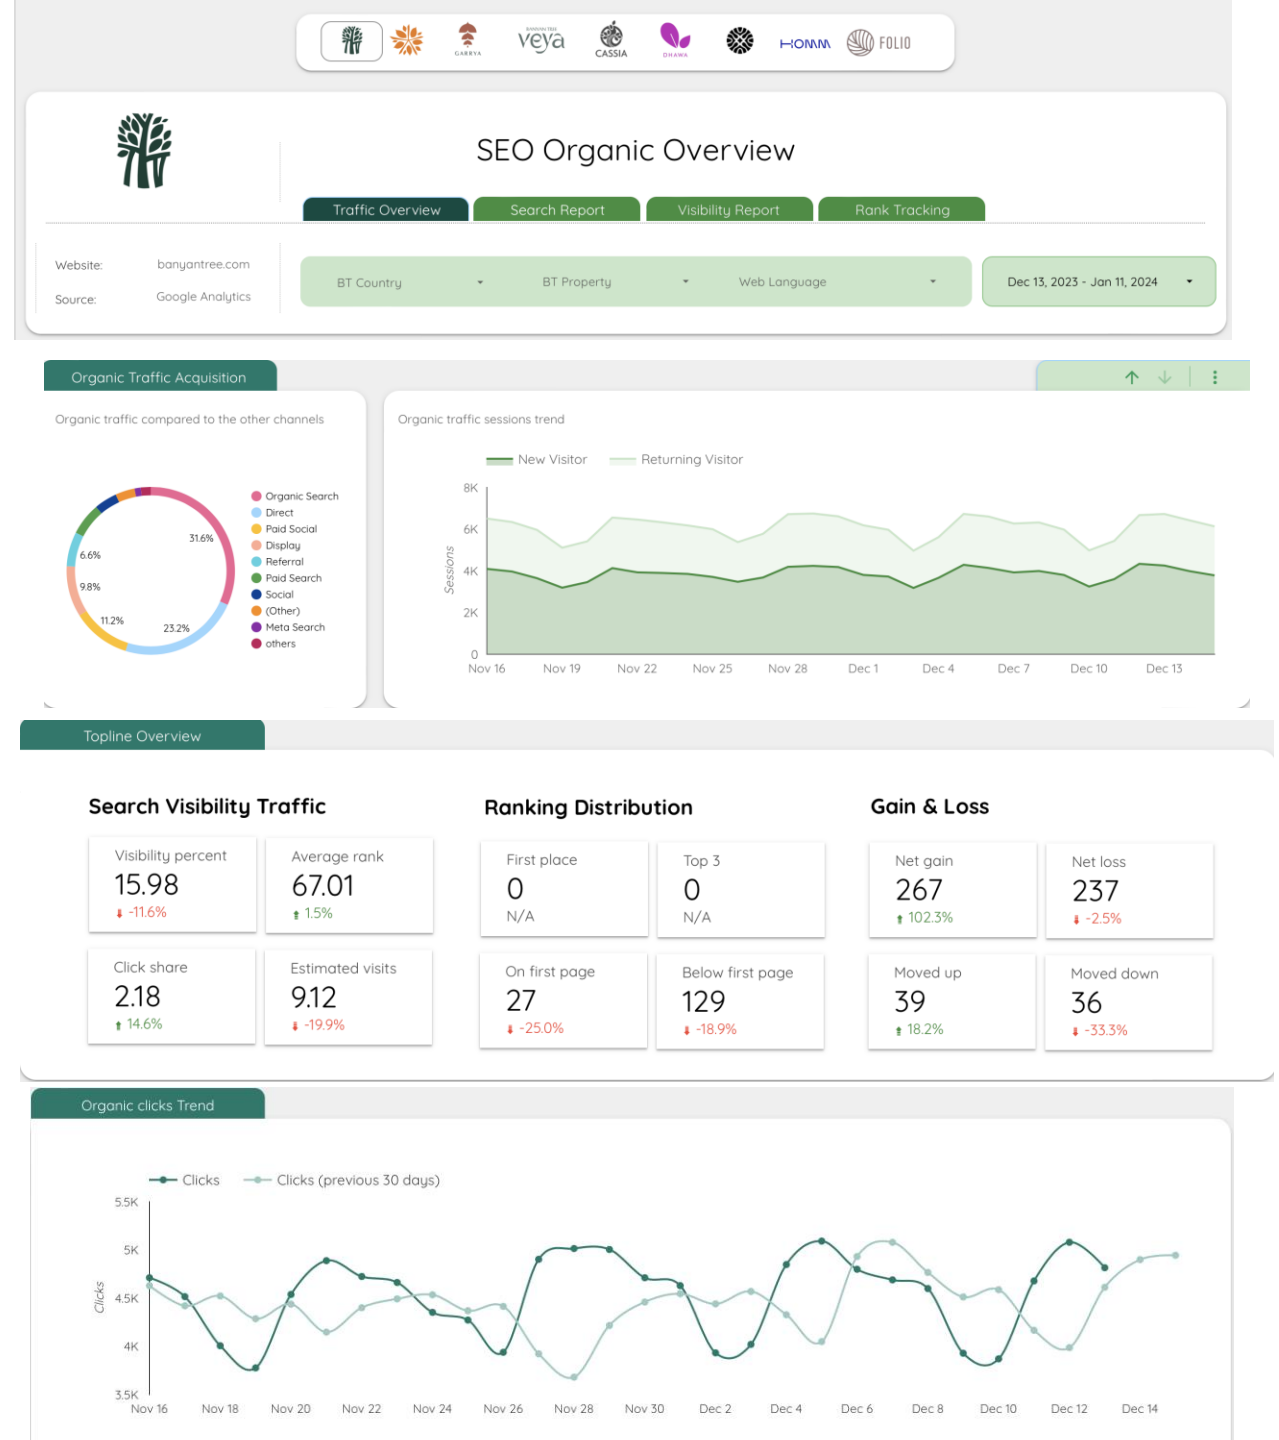 GARRYA
BANYAN TREE
veya
CASSIA
DHAWA
HOMM
FOLIO
SEO Organic Overview
Traffic Overview
Search Report
Visibility Report
Rank Tracking
Website:
banyantree.com
Source:
Google Analytics
BT Country
BT Property
Web Language
Dec 13, 2023 - Jan 11, 2024
Organic Traffic Acquisition
Organic traffic compared to the other channels
31.6%
23.2%
11.2%
9.8%
6.6%
Organic Search
Direct
Paid Social
Display
Referral
Paid Search
Social
(Other)
Meta Search
others
Organic traffic sessions trend
New Visitor
Returning Visitor
Sessions
8K
6K
4K
2K
0
Nov 16
Nov 19
Nov 22
Nov 25
Nov 28
Dec 1
Dec 4
Dec 7
Dec 10
Dec 13
Topline Overview
Search Visibility Traffic
Visibility percent
15.98
-11.6%
Average rank
67.01
1.5%
Click share
2.18
14.6%
Estimated visits
9.12
-19.9%
Ranking Distribution
First place
0
N/A
Top 3
0
N/A
On first page
27
-25.0%
Below first page
129
-18.9%
Gain & Loss
Net gain
267
102.3%
Net loss
237
-2.5%
Moved up
39
18.2%
Moved down
36
-33.3%
Organic clicks Trend
Clicks
Clicks (previous 30 days)
Clicks
5.5K
5K
4.5K
4K
3.5K
Nov 16
Nov 18
Nov 20
Nov 22
Nov 24
Nov 26
Nov 28
Nov 30
Dec 2
Dec 4
Dec 6
Dec 8
Dec 10
Dec 12
Dec 14